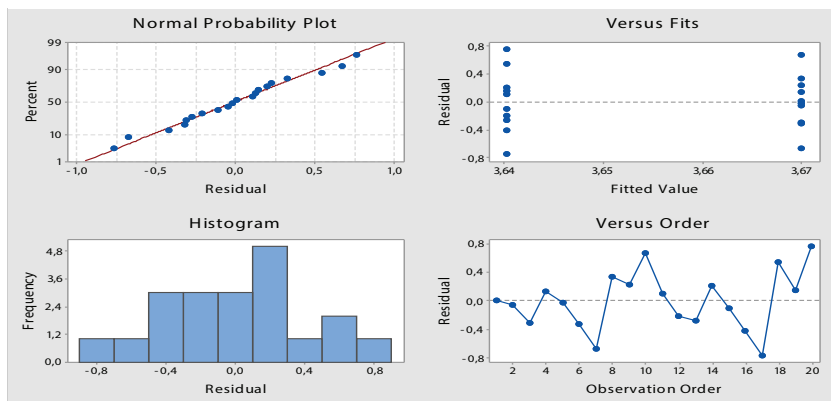 Normal Probability Plot
99
90
50
10
1
Percent
-1,0 -0,5 0,0 0,5 1,0
Residual
Versus Fits
0,8
0,4
0,0
-0,4
-0,8
Residual
3,64 3,65 3,66 3,67
Fitted Value
Histogram
4,8
3,6
2,4
1,2
0,0
Frequency
-0,8 -0,4 0,0 0,4 0,8
Residual
Versus Order
0,8
0,4
0,0
-0,4
-0,8
Residual
2 4 6 8 10 12 14 16 18 20
Observation Order